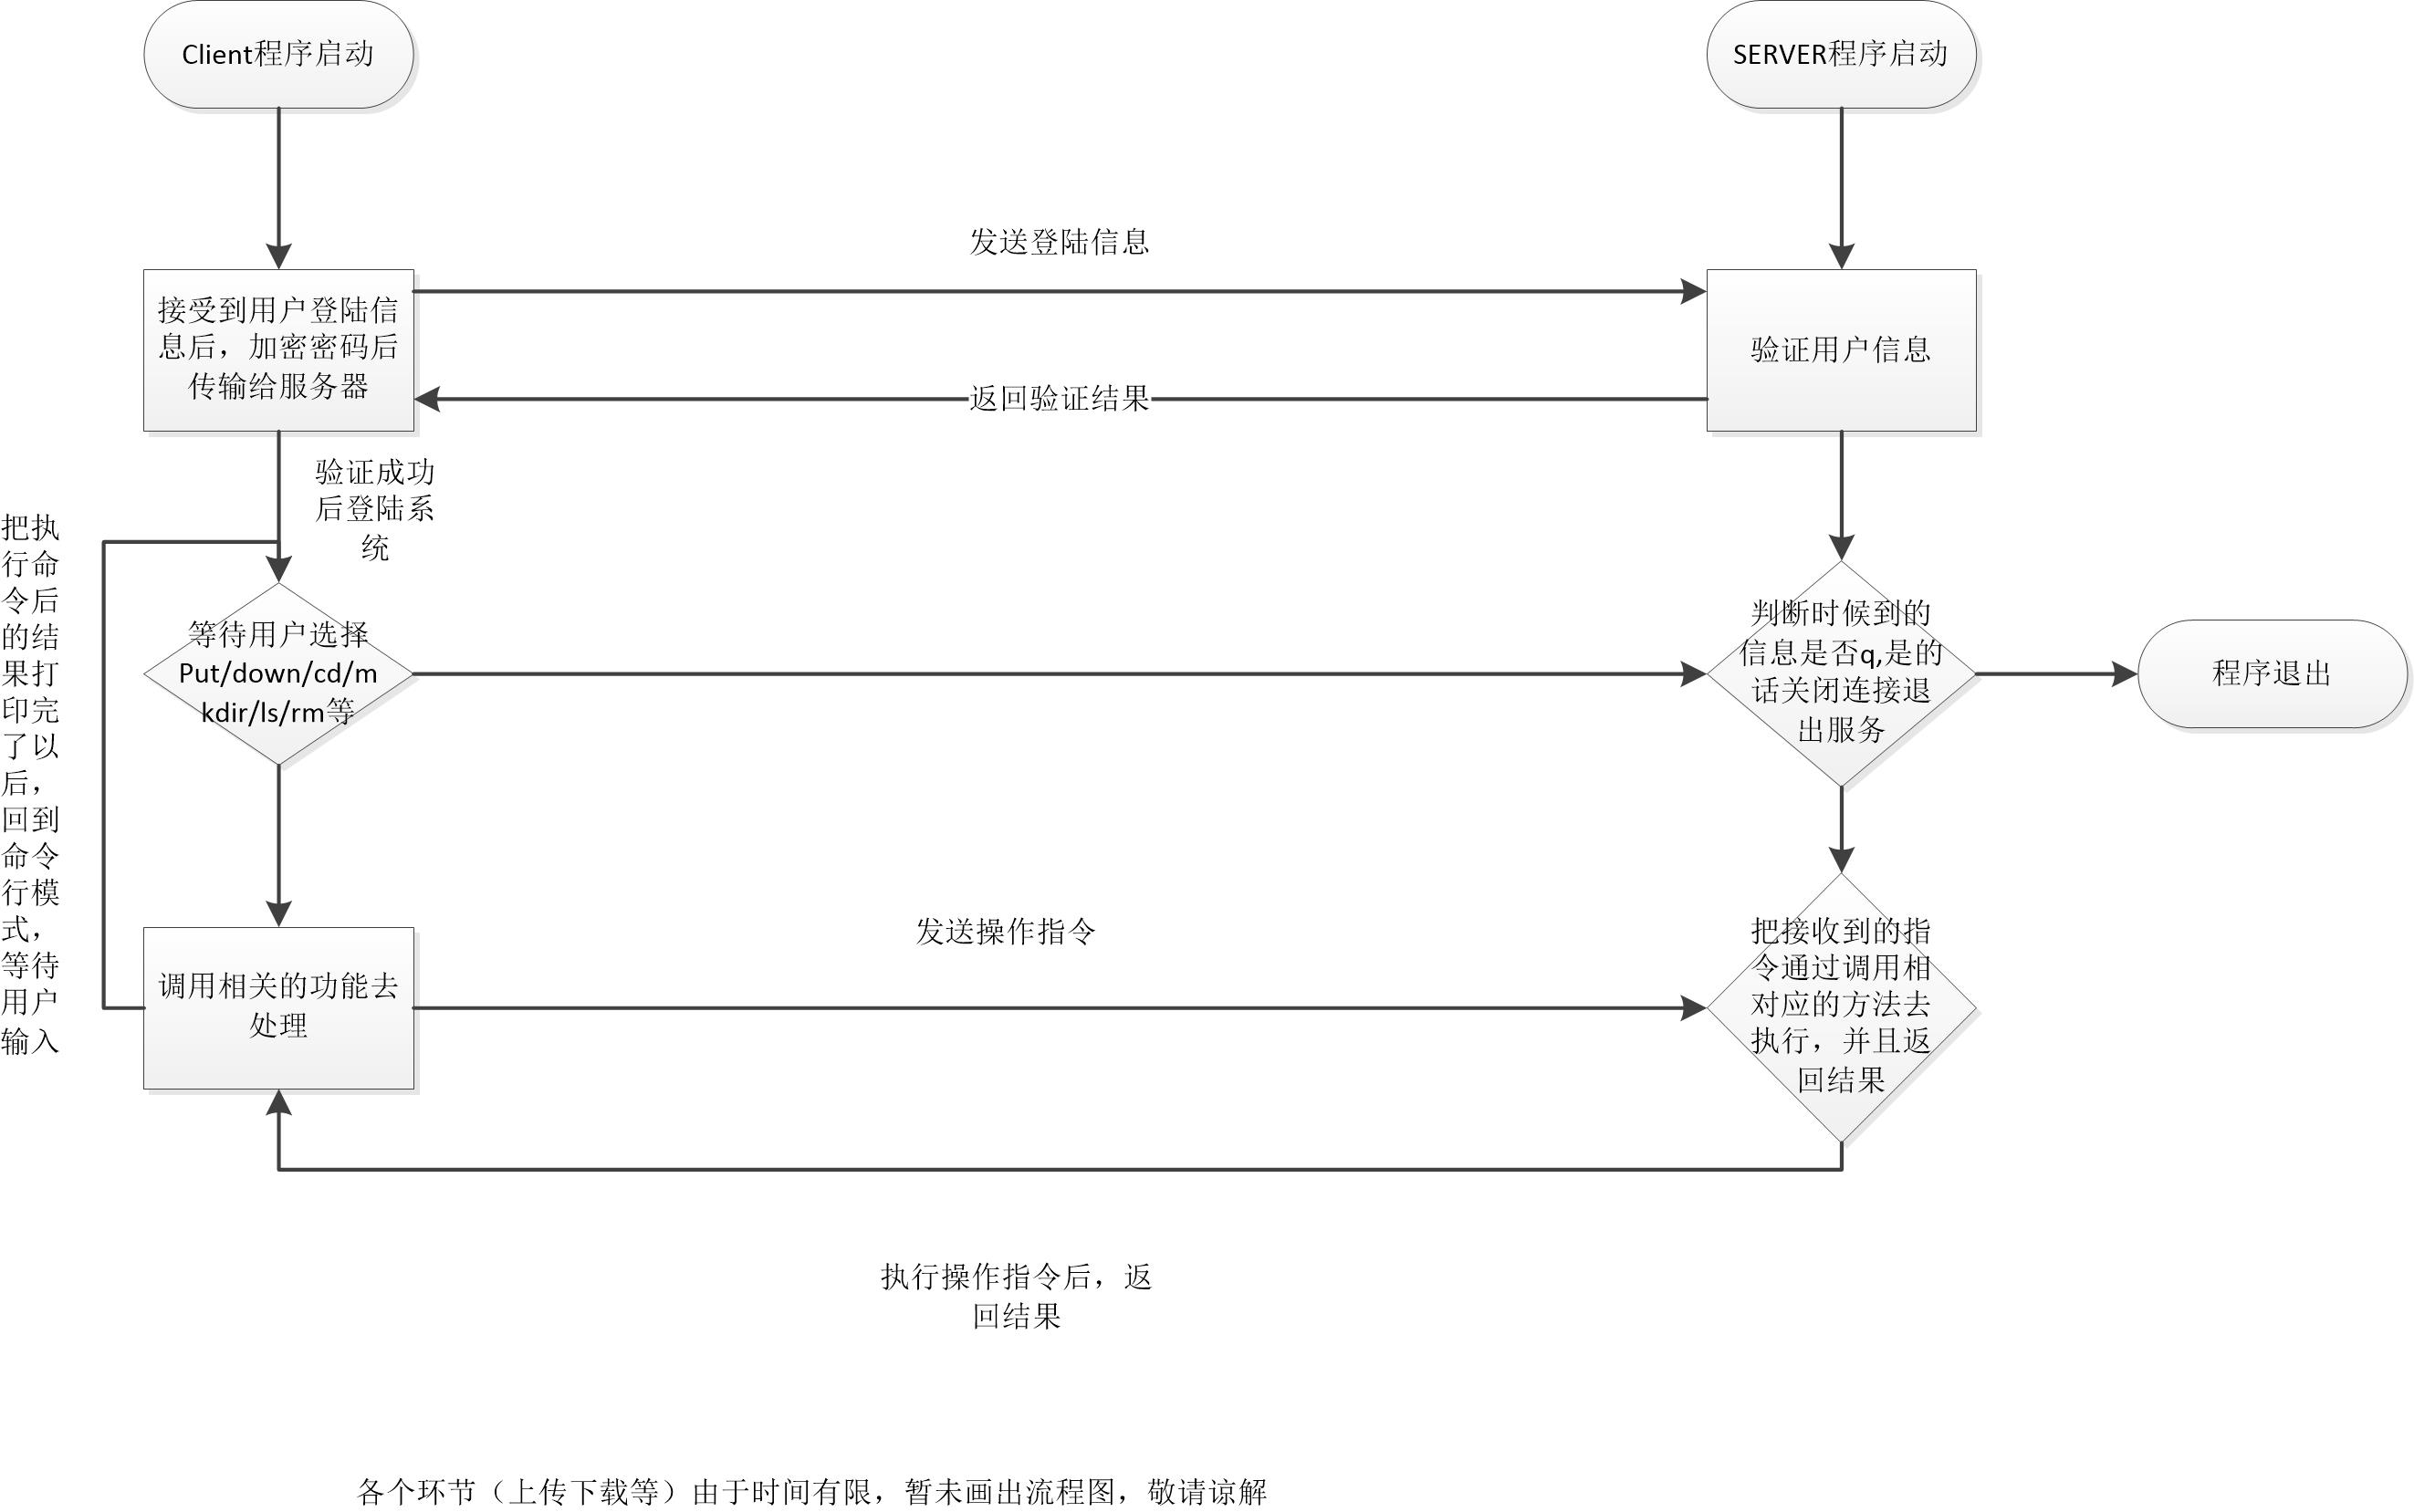 Client程序启动
SERVER程序启动
发送登陆信息
接受到用户登陆信
息后，加密密码后
传输给服务器
验证用户信息
返回验证结果
验证成功
后登陆系
统
把执
行命
令后
的结
果打
印完
了以
后，
回到
命令
行模
式，
等待
用户
输入
等待用户选择
Put/down/cd/m
kdir/ls/rm等
判断时候到的
信息是否q,是的
话关闭连接退
出服务
程序退出
调用相关的功能去
处理
发送操作指令
把接收到的指
令通过调用相
对应的方法去
执行，并且返
回结果
执行操作指令后，返
回结果
各个环节（上传下载等）由于时间有限，暂未画出流程图，敬请谅解